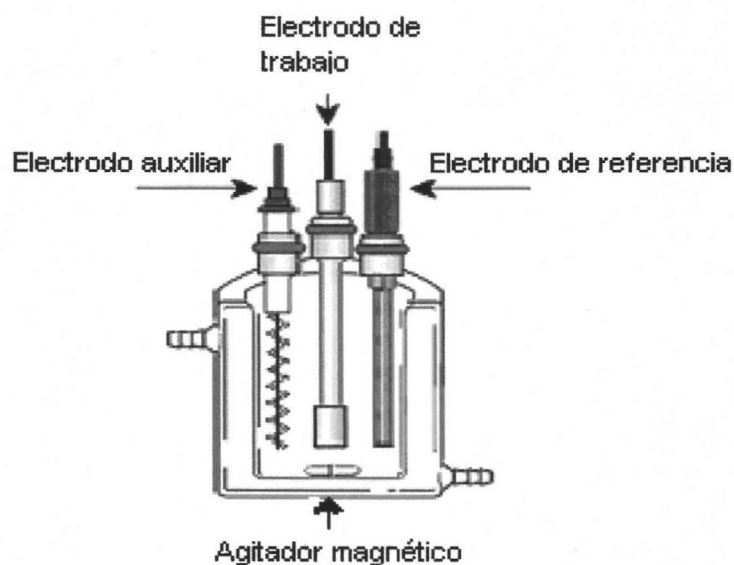 Electrodo de
trabajo
Electrodo auxiliar
Electrodo de referencia
Agitador magnético